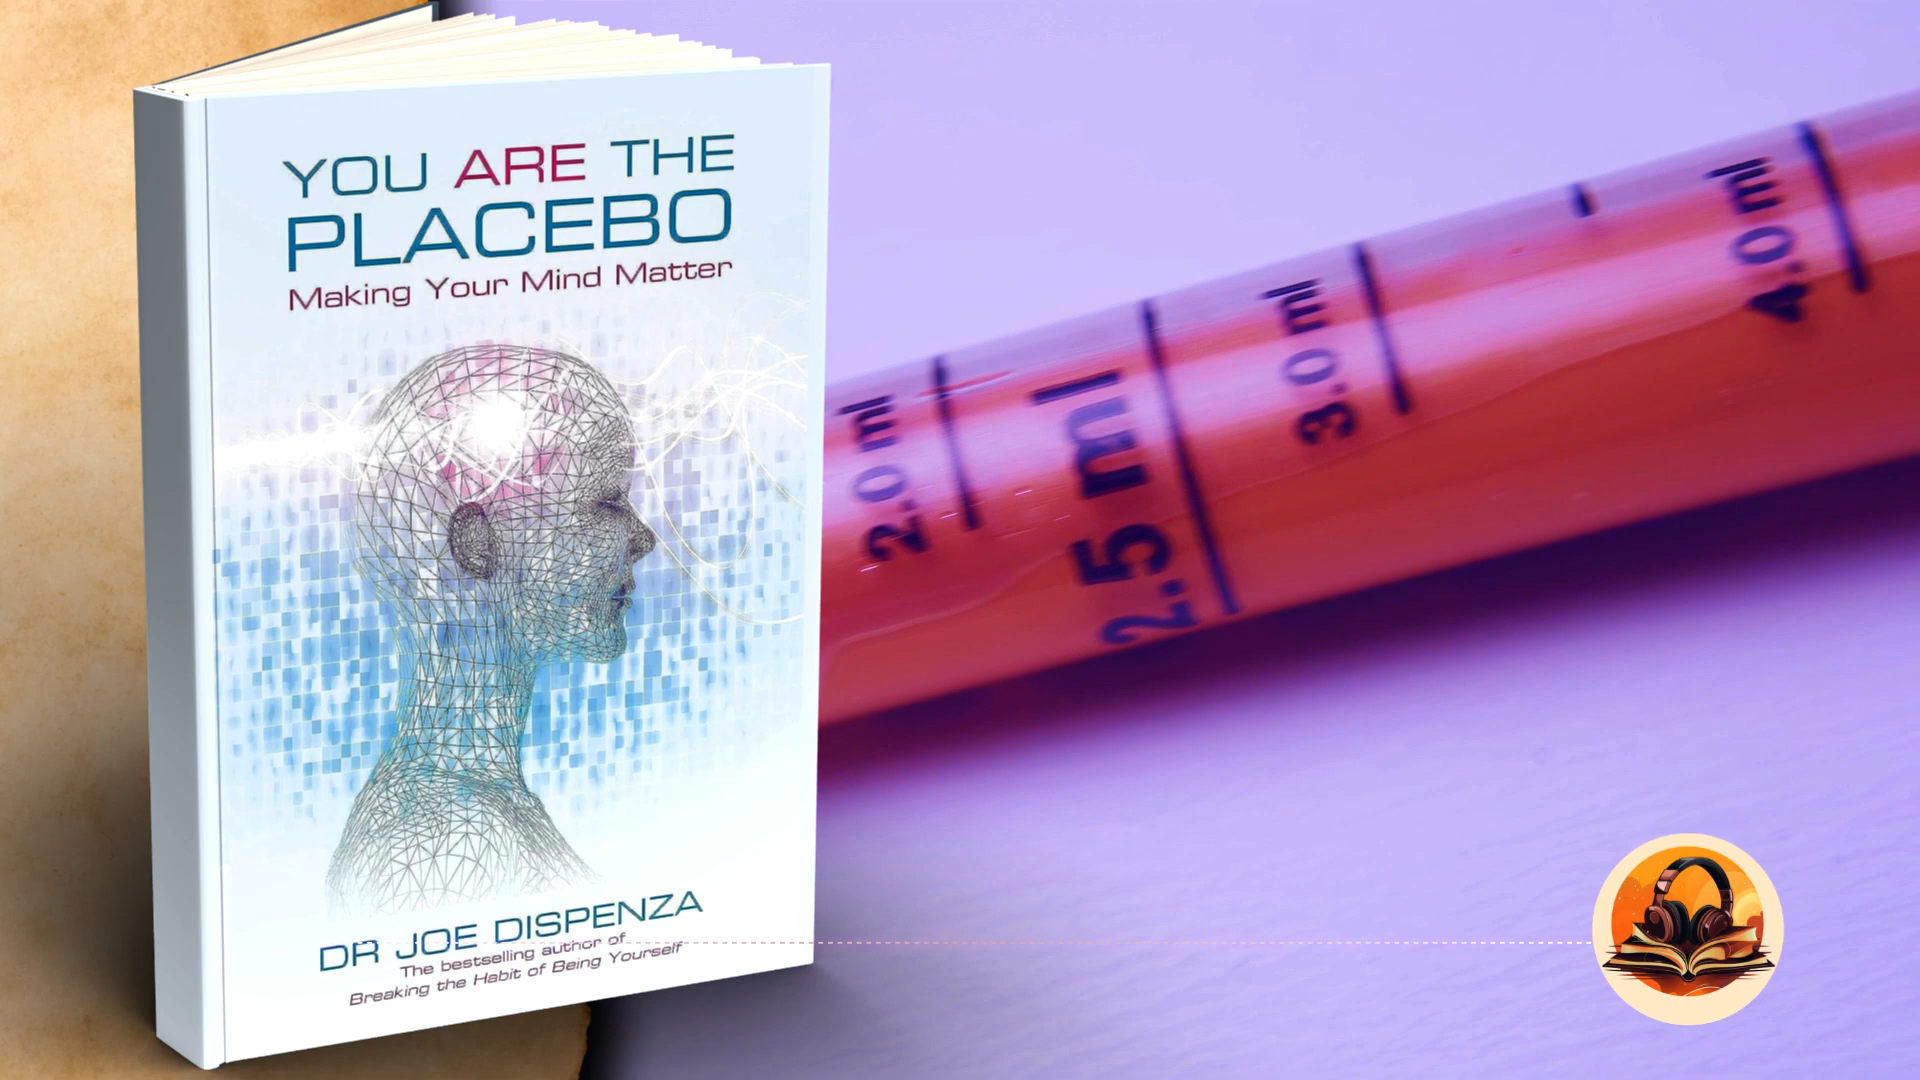 YOU ARE THE
PLACEBO
Making Your Mind Matter
DR JOE DISPENZA
The bestselling author of
Breaking the Habit of Being Yourself
2.0 ml
2.5 ml
3.0 ml
4.0 ml